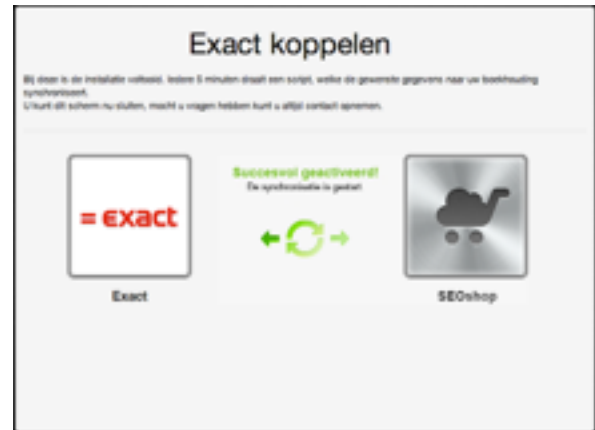 Exact koppelen
Bij deze is de installatie voltooid. Iedere 5 minuten draait een script, welke de gewenste gegevens naar uw boekhouding
synchroniseert.
U kunt dit scherm nu sluiten, mocht u vragen hebben kunt u altijd contact opnemen.
Succesvol geactiveerd!
De synchronisatie is gestart
= exact
Exact
SEOshop